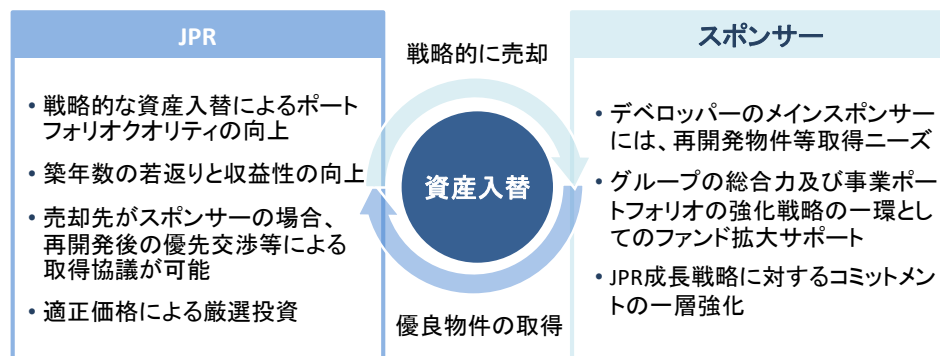 JPR
・戦略的な資産入替によるポート
フォリオクオリティの向上
・築年数の若返りと収益性の向上
・売却先がスポンサーの場合、
再開発後の優先交渉等による
取得協議が可能
・適正価格による厳選投資
戦略的に売却
資産入替
優良物件の取得
スポンサー
・デベロッパーのメインスポンサー
には、再開発物件等取得ニーズ
・グループの総合力及び事業ポー
トフォリオの強化戦略の一環とし
てのファンド拡大サポート
・JPR成長戦略に対するコミットメン
トの一層強化